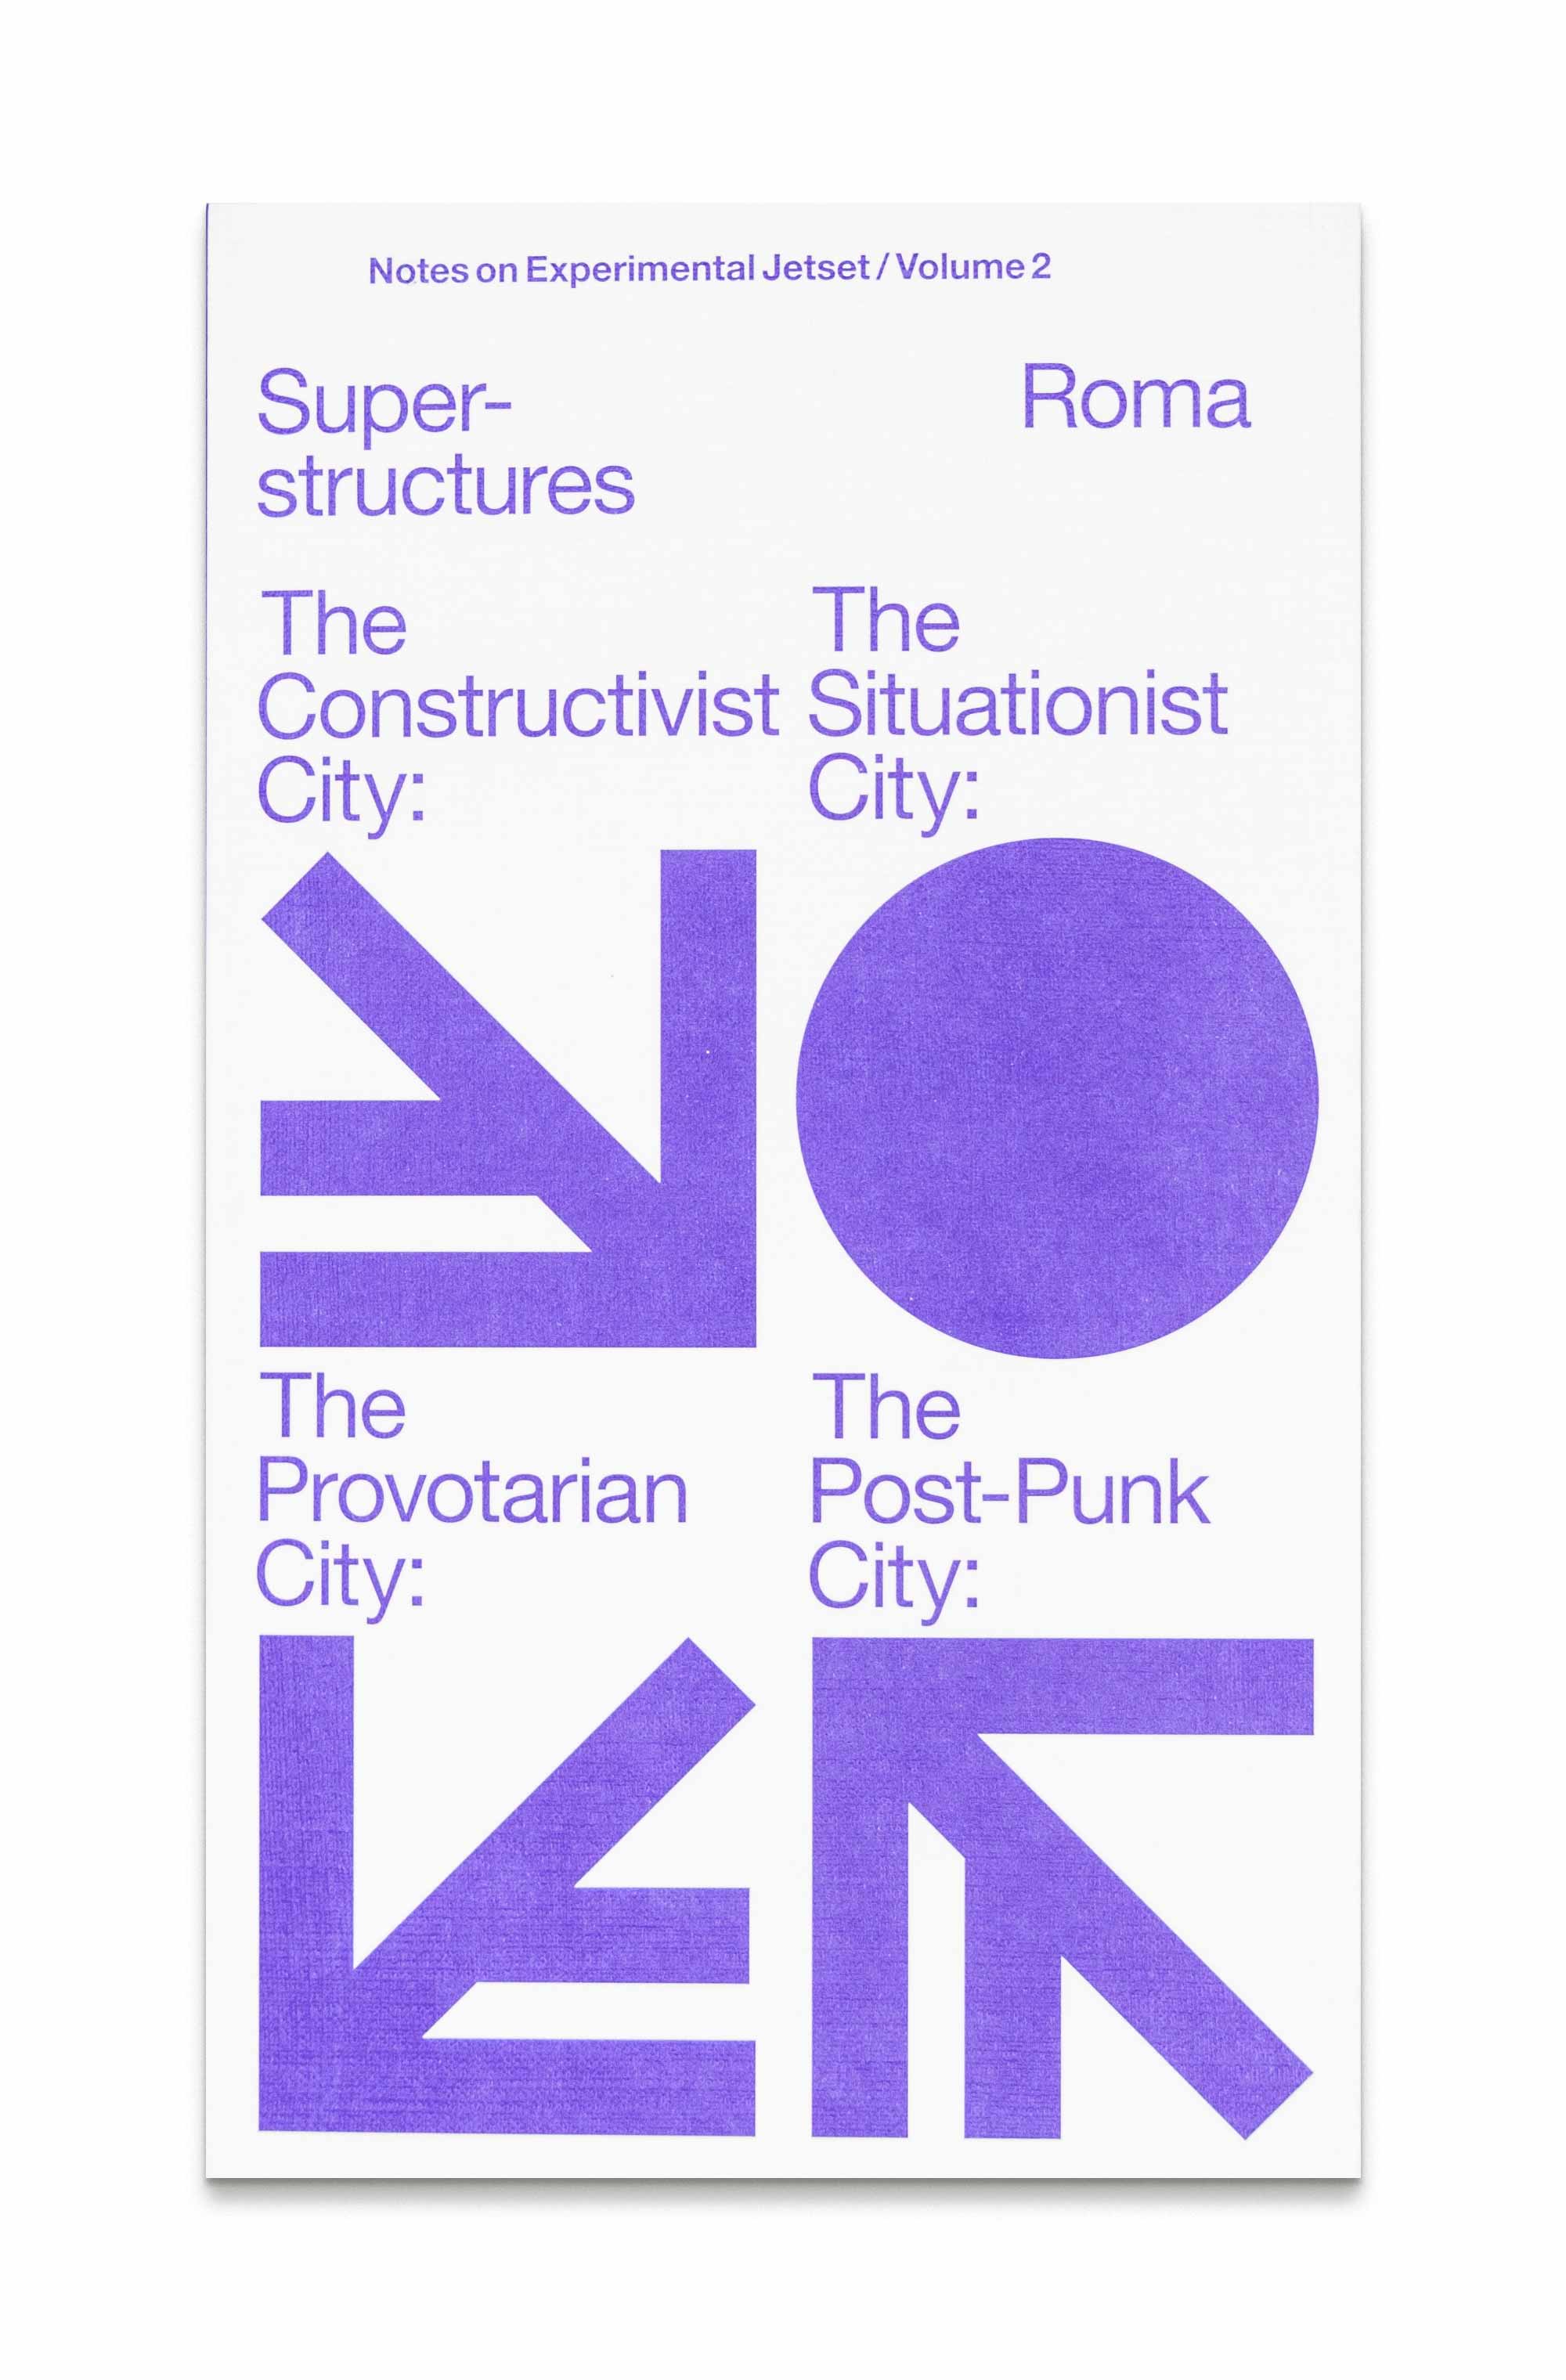 Notes on Experimental Jetset / Volume 2
Super-
structures
Roma
The
Constructivist
City:
The
Situationist
City:
The
Provotarian
City:
The
Post-Punk
City: